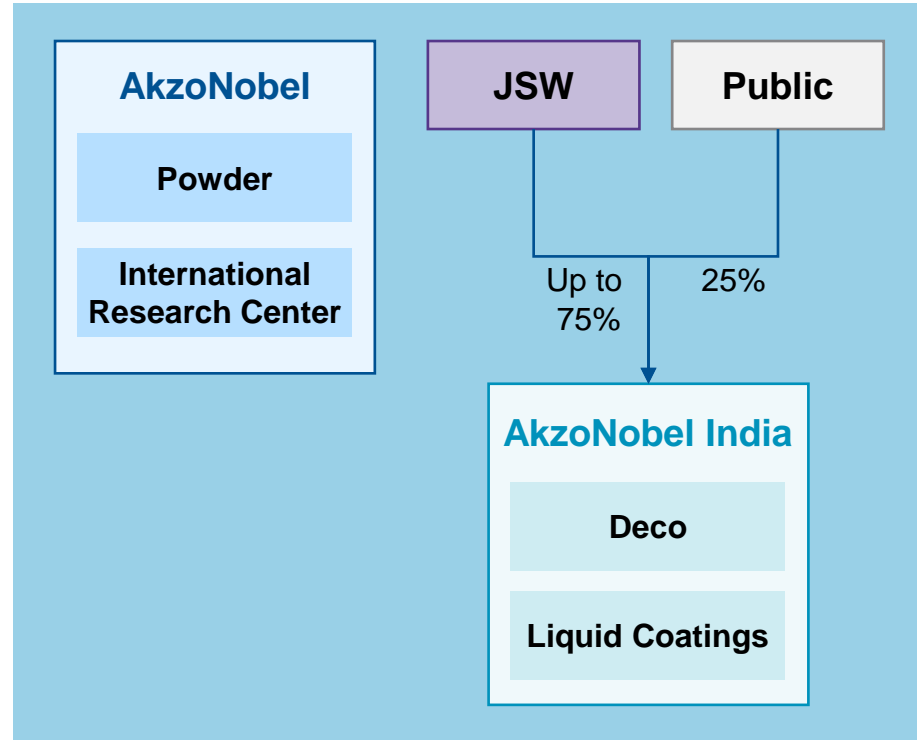 AkzoNobel
Powder
International
Research Center
JSW
Public
Up to
75%
25%
AkzoNobel India
Deco
Liquid Coatings